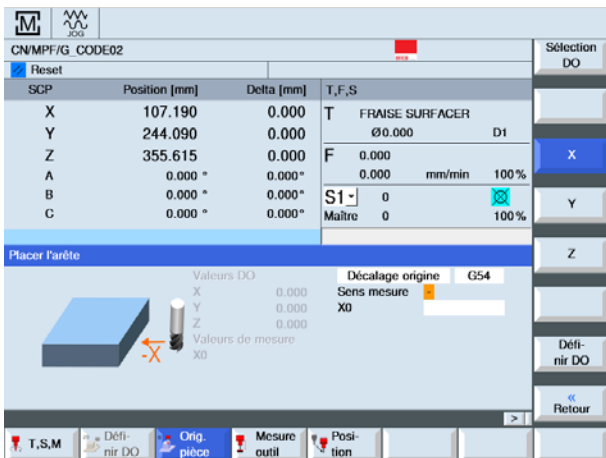 M JOG
CN/MPF/G_CODE02
Reset
SCP Position [mm] Delta [mm] T,F,S
X 107.190 0.000 T FRAISE SURFACER
Y 244.090 0.000 Ø0.000 D1
Z 355.615 0.000 F 0.000
A 0.000 ° 0.000° 0.000 mm/min 100%
B 0.000 ° 0.000° S1 0
C 0.000 ° 0.000° Maître 0 100%
Placer l'arête
Valeurs DO
X 0.000
Y 0.000
Z 0.000
Valeurs de mesure
X0
-X
Décalage origine G54
Sens mesure -
X0
Sélection
DO
X
Y
Z
Défi-
nir DO
«
Retour
>
T,S,M
Défi-
nir DO
Orig.
pièce
Mesure
outil
Posi-
tion